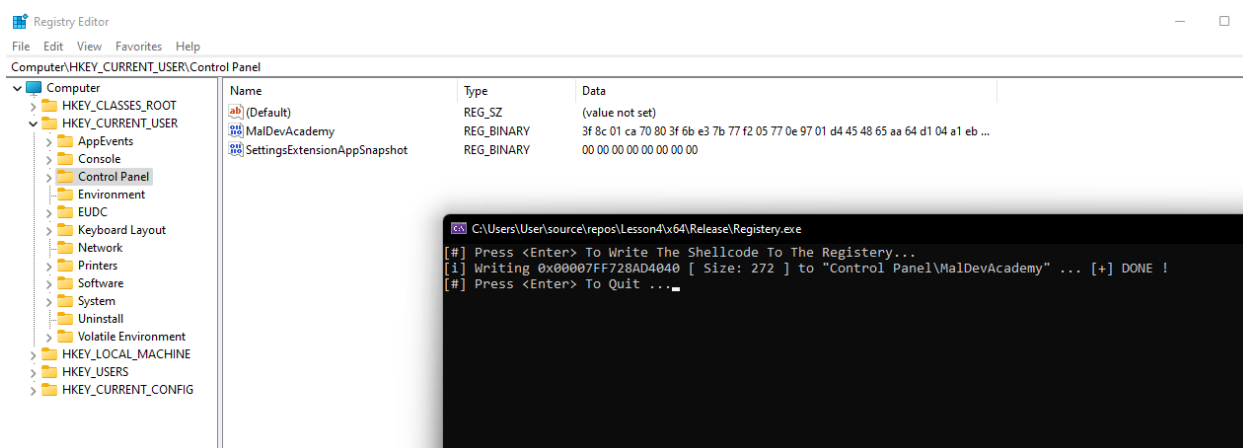 Registry Editor
File Edit View Favorites Help
Computer\HKEY_CURRENT_USER\Control Panel
Computer
HKEY_CLASSES_ROOT
HKEY_CURRENT_USER
AppEvents
Console
Control Panel
Environment
EUDC
Keyboard Layout
Network
Printers
Software
System
Uninstall
Volatile Environment
HKEY_LOCAL_MACHINE
HKEY_USERS
HKEY_CURRENT_CONFIG
Name Type Data
(Default) REG_SZ (value not set)
MalDevAcademy REG_BINARY 3f 8c 01 ca 70 80 3f 6b e3 7b 77 f2 05 77 0e 97 01 d4 45 48 65 aa 64 d1 04 a1 eb ...
SettingsExtensionAppSnapshot REG_BINARY 00 00 00 00 00 00 00 00
C:\Users\User\source\repos\Lesson4\x64\Release\Registery.exe
[#] Press <Enter> To Write The Shellcode To The Registery...
[i] Writing 0x00007FF728AD4040 [ Size: 272 ] to "Control Panel\MalDevAcademy" ... [+] DONE !
[#] Press <Enter> To Quit ...